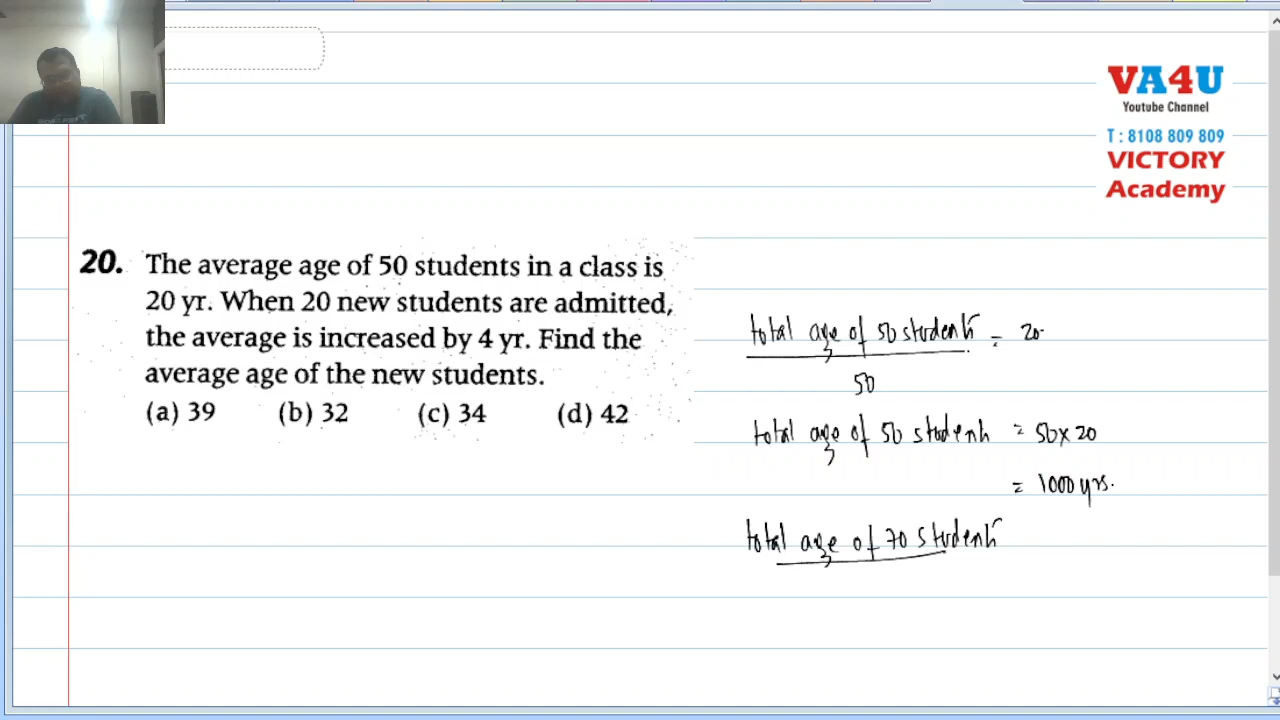 VA4U
Youtube Channel
T : 8108 809 809
VICTORY
Academy
20. The average age of 50 students in a class is
20 yr. When 20 new students are admitted,
the average is increased by 4 yr. Find the
average age of the new students.
(a) 39 (b) 32 (c) 34 (d) 42
total age of 50 students = 20
50
total age of 50 students = 50 x 20
= 1000 yrs.
total age of 70 students